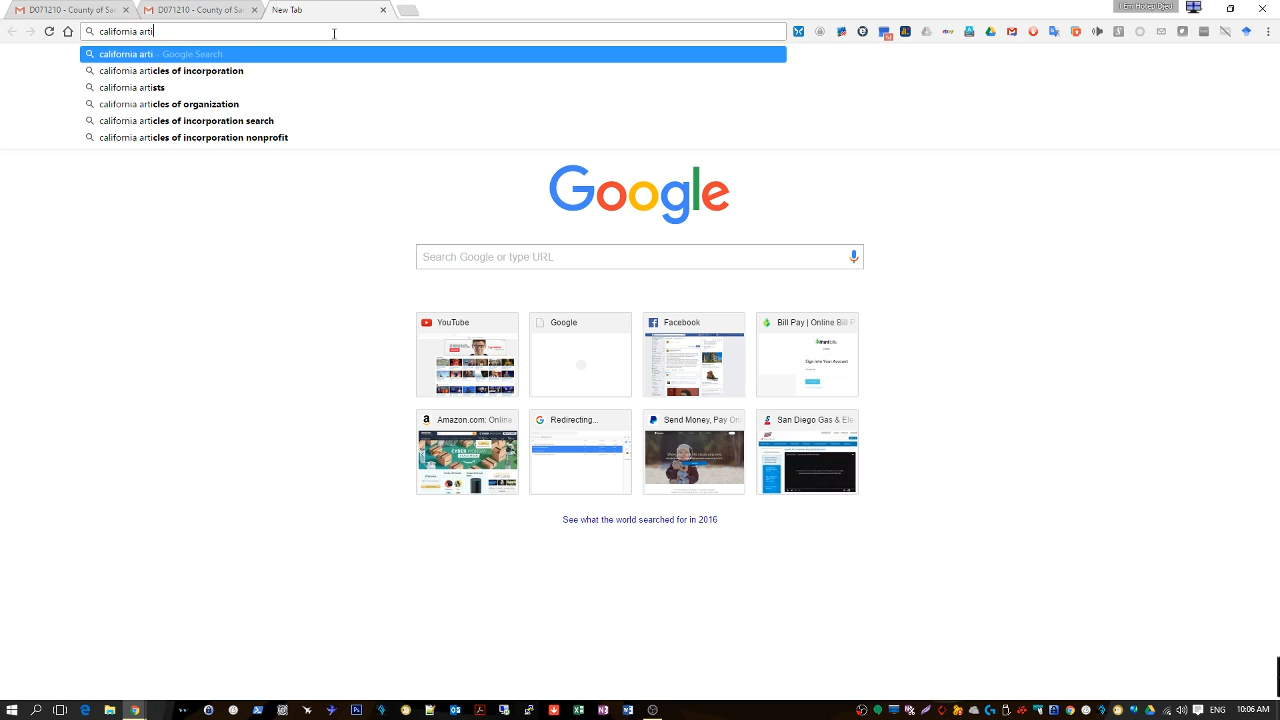 D071210 - County of Sa
D071210 - County of Sa
New Tab
california arti
california arti - Google Search
california articles of incorporation
california artists
california articles of organization
california articles of incorporation search
california articles of incorporation nonprofit
Google
Search Google or type URL
YouTube
Google
Facebook
Bill Pay | Online Bill P
Amazon.com: Online
Redirecting...
Send Money, Pay On
San Diego Gas & Ele
See what the world searched for in 2016
ENG
10:06 AM